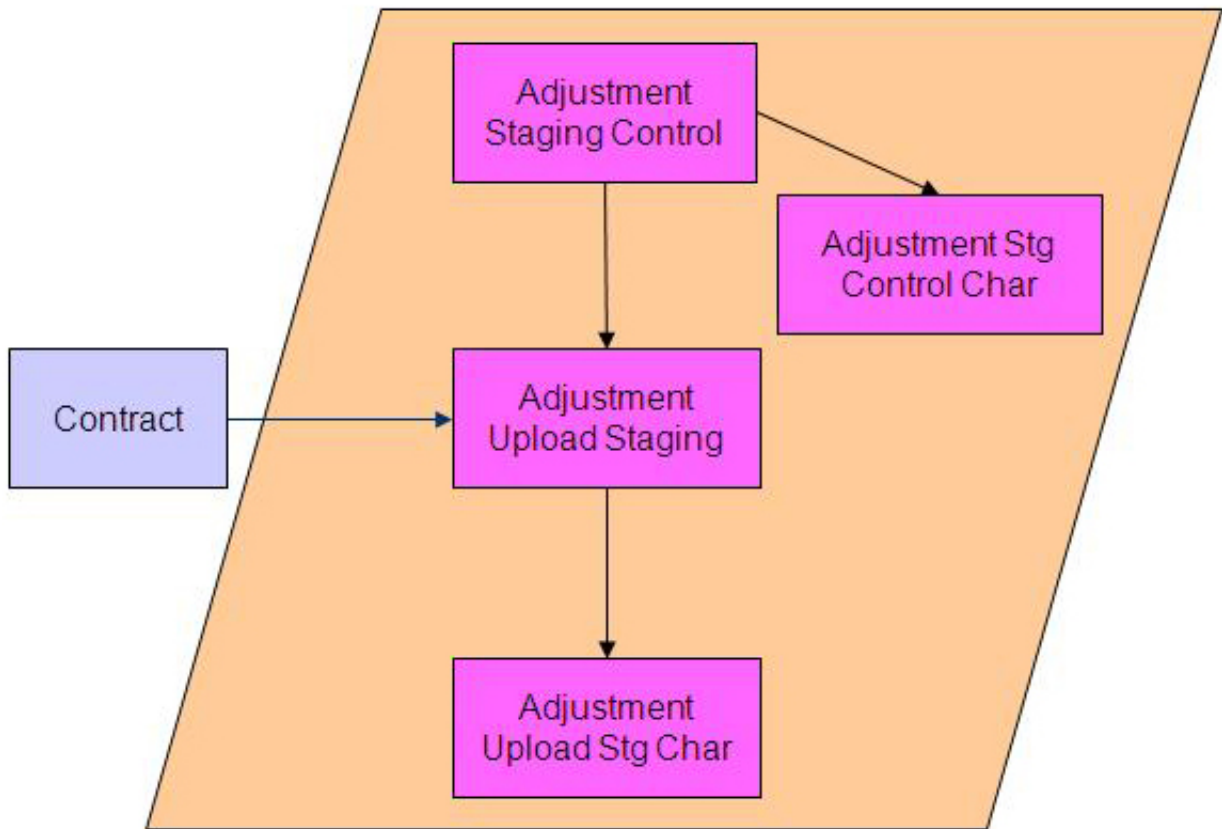 Adjustment
Staging Control
Adjustment Stg
Control Char
Contract
Adjustment
Upload Staging
Adjustment
Upload Stg Char